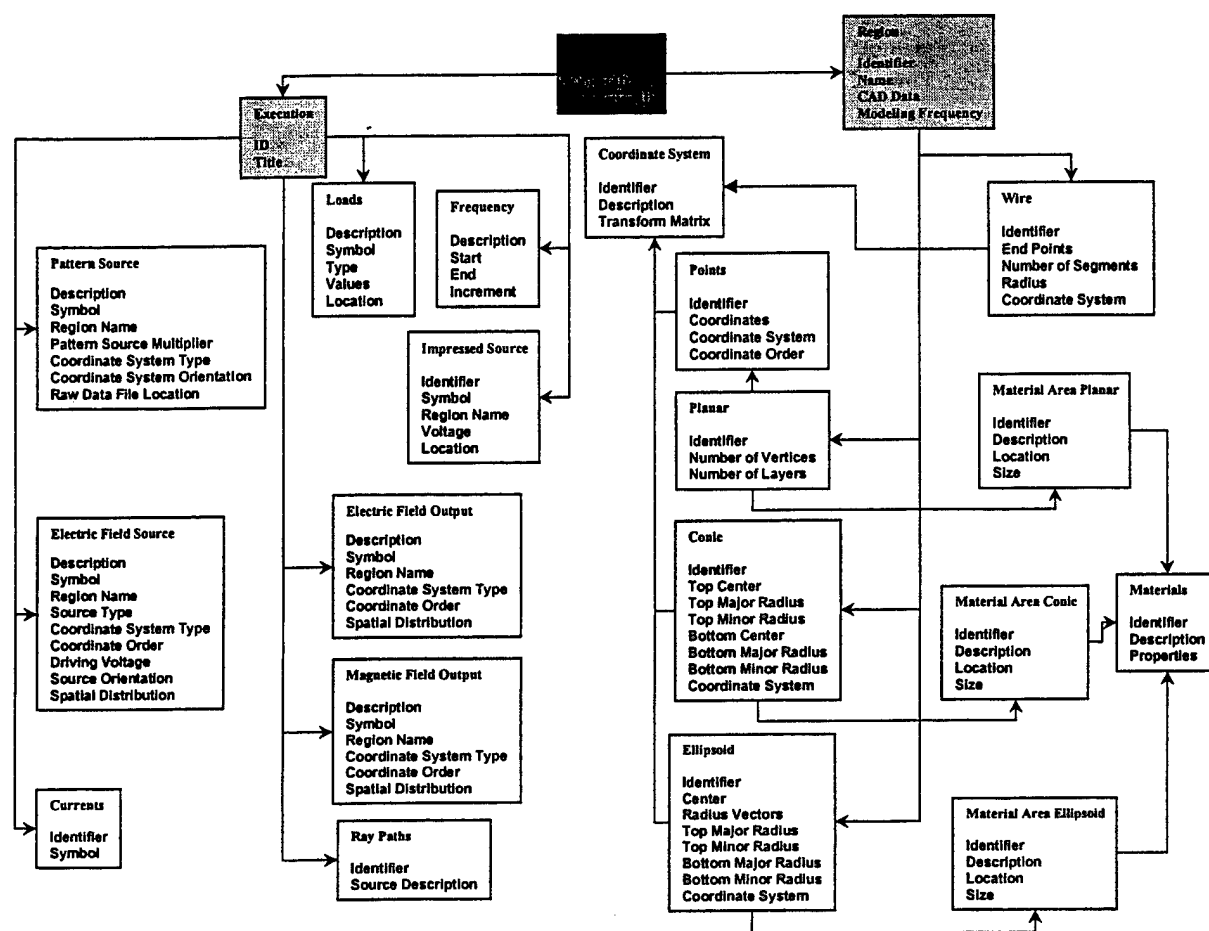 Region
Identifier
Name
CAD Data
Modeling Frequency
Execution
ID
Title
Coordinate System
Identifier
Description
Transform Matrix
Wire
Identifier
End Points
Number of Segments
Radius
Coordinate System
Loads
Description
Symbol
Type
Values
Location
Frequency
Description
Start
End
Increment
Pattern Source
Description
Symbol
Region Name
Pattern Source Multiplier
Coordinate System Type
Coordinate System Orientation
Raw Data File Location
Points
Identifier
Coordinates
Coordinate System
Coordinate Order
Impressed Source
Identifier
Symbol
Region Name
Voltage
Location
Planar
Identifier
Number of Vertices
Number of Layers
Material Area Planar
Identifier
Description
Location
Size
Electric Field Source
Description
Symbol
Region Name
Source Type
Coordinate System Type
Coordinate Order
Driving Voltage
Source Orientation
Spatial Distribution
Electric Field Output
Description
Symbol
Region Name
Coordinate System Type
Coordinate Order
Spatial Distribution
Conic
Identifier
Top Center
Top Major Radius
Top Minor Radius
Bottom Center
Bottom Major Radius
Bottom Minor Radius
Coordinate System
Material Area Conic
Identifier
Description
Location
Size
Materials
Identifier
Description
Properties
Magnetic Field Output
Description
Symbol
Region Name
Coordinate System Type
Coordinate Order
Spatial Distribution
Ellipsoid
Identifier
Center
Radius Vectors
Top Major Radius
Top Minor Radius
Bottom Major Radius
Bottom Minor Radius
Coordinate System
Material Area Ellipsoid
Identifier
Description
Location
Size
Currents
Identifier
Symbol
Ray Paths
Identifier
Source Description